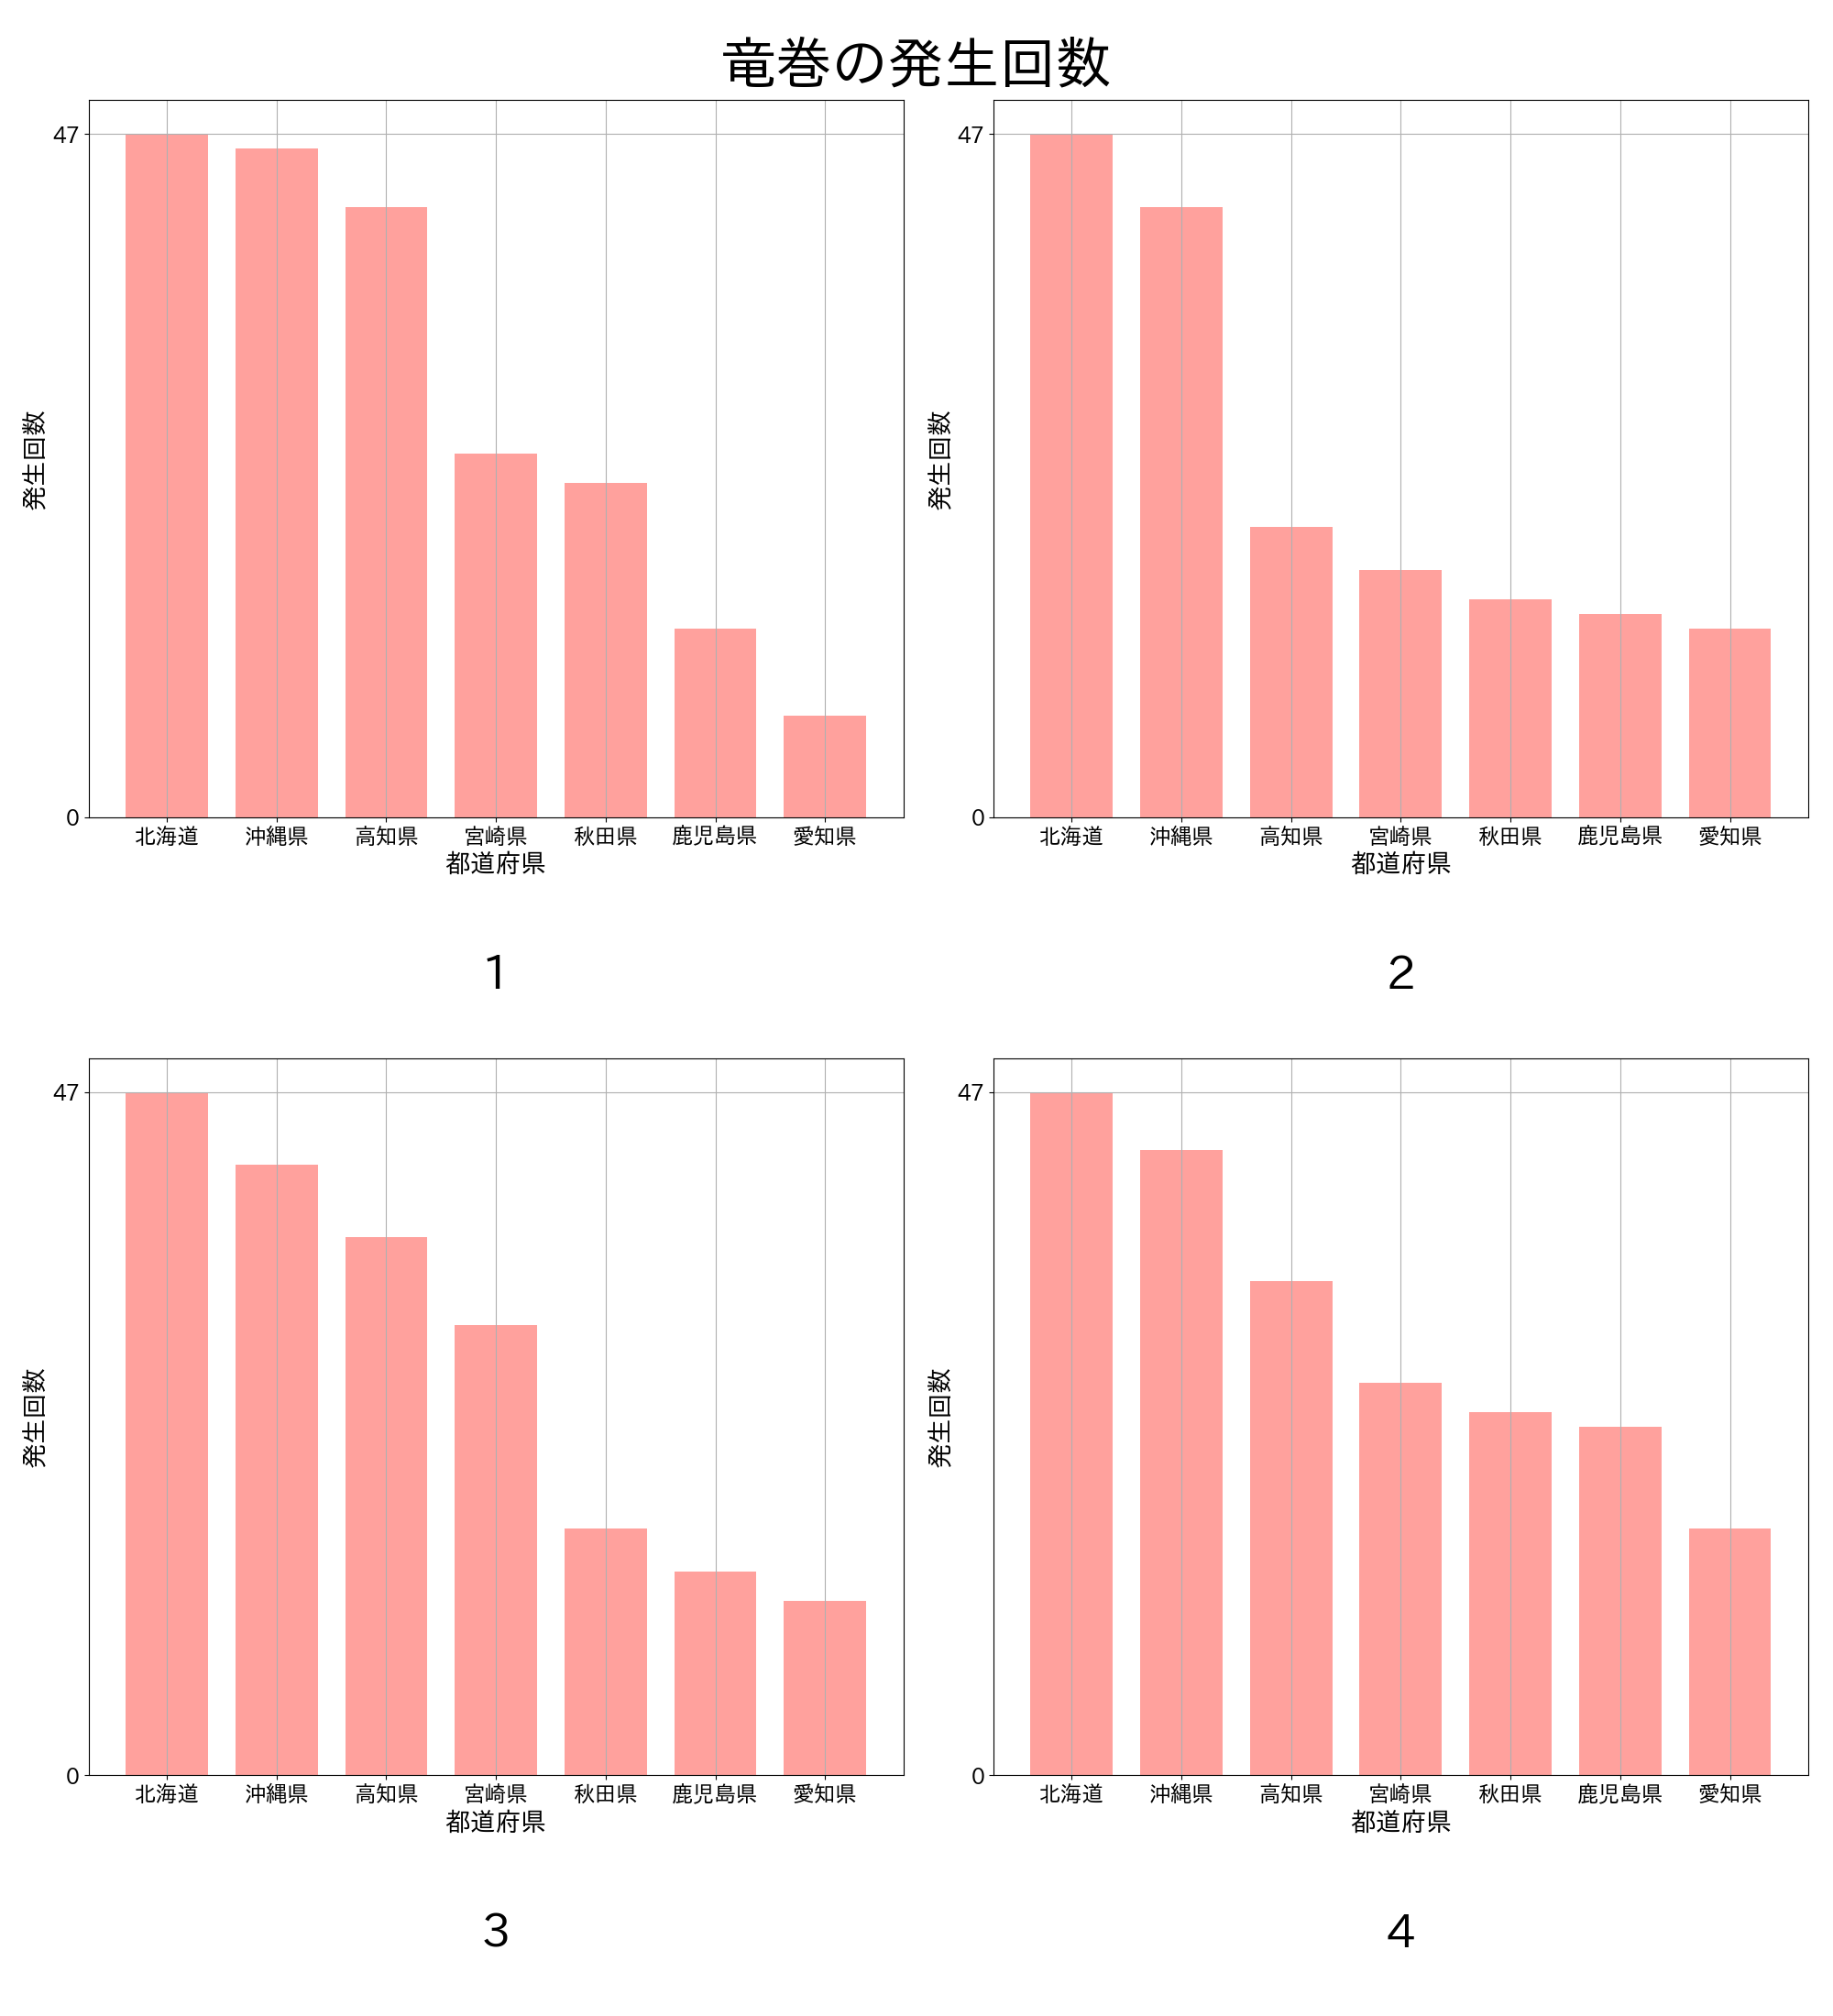 竜巻の発生回数
47
0
発生回数
北海道 沖縄県 高知県 宮崎県 秋田県 鹿児島県 愛知県
都道府県
1
47
0
発生回数
北海道 沖縄県 高知県 宮崎県 秋田県 鹿児島県 愛知県
都道府県
2
47
0
発生回数
北海道 沖縄県 高知県 宮崎県 秋田県 鹿児島県 愛知県
都道府県
3
47
0
発生回数
北海道 沖縄県 高知県 宮崎県 秋田県 鹿児島県 愛知県
都道府県
4